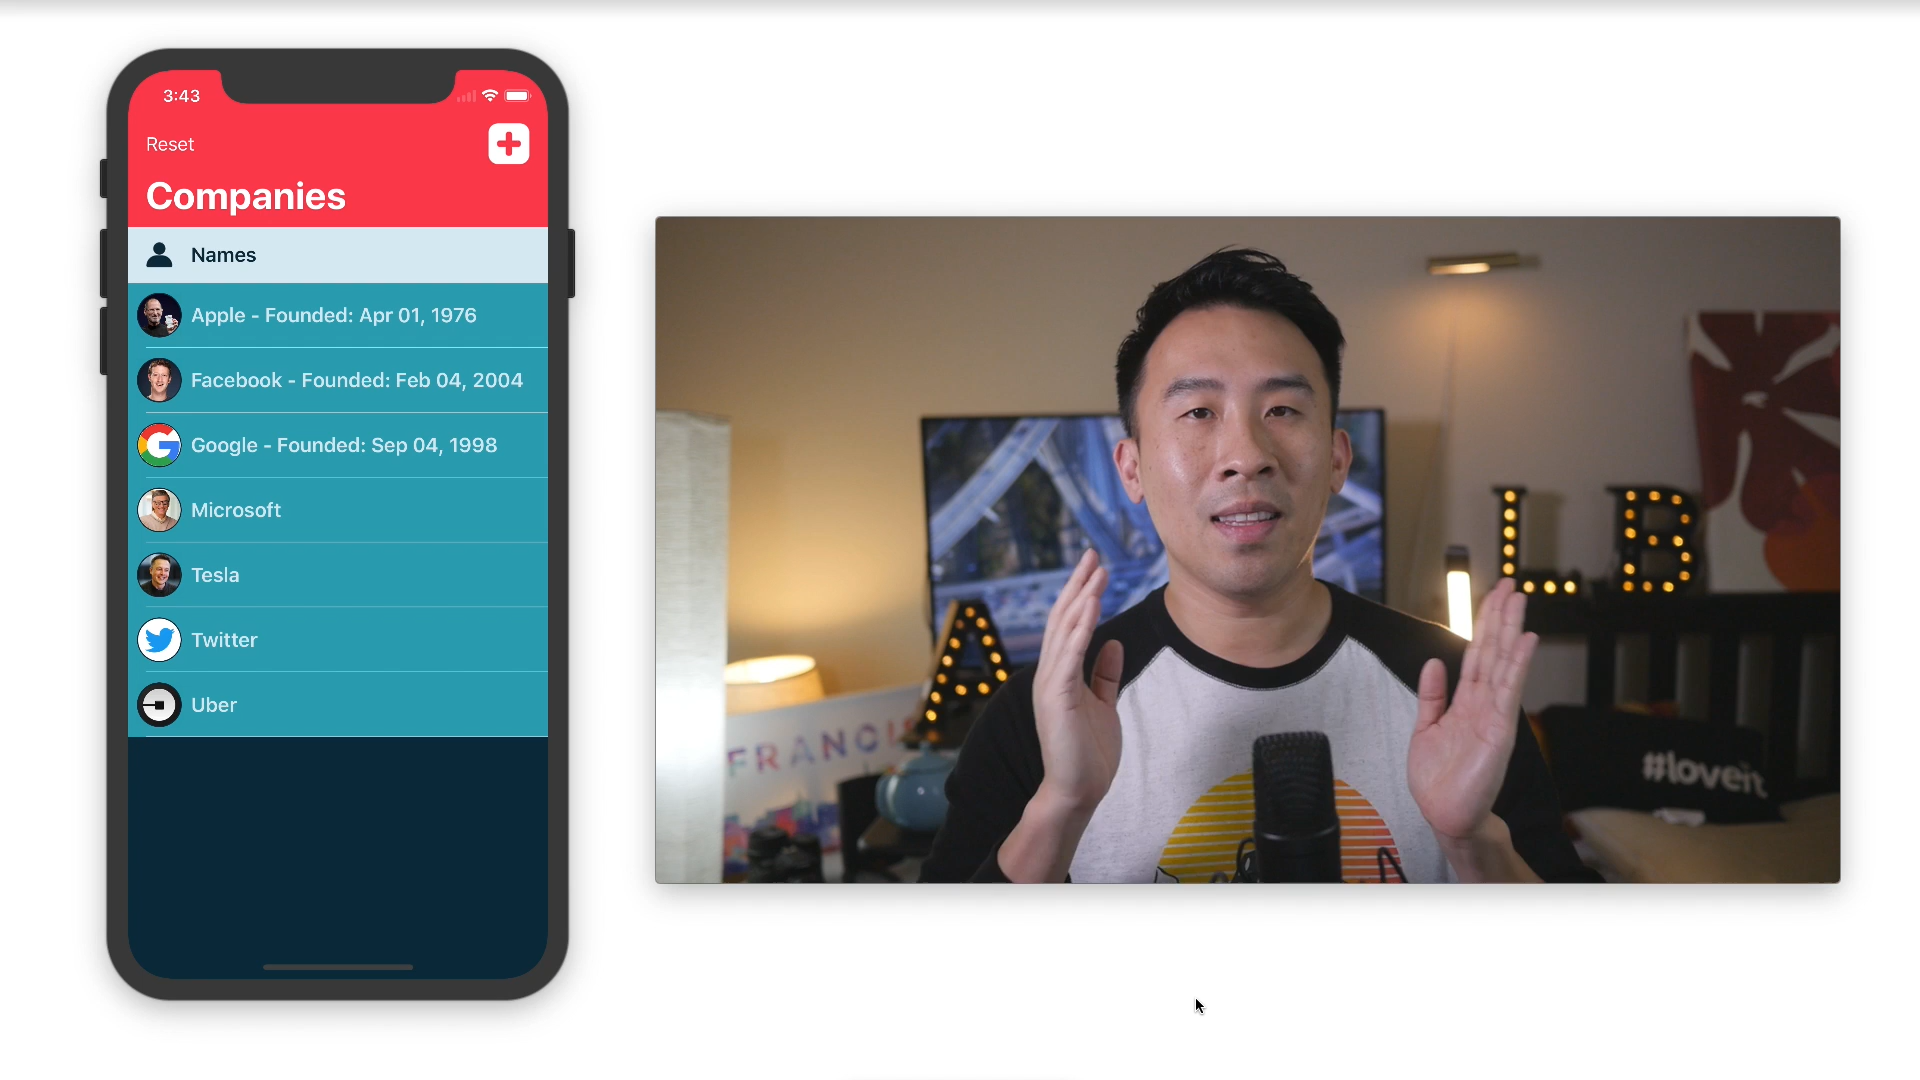 3:43
Reset
Companies
Names
Apple - Founded: Apr 01, 1976
Facebook - Founded: Feb 04, 2004
Google - Founded: Sep 04, 1998
Microsoft
Tesla
Twitter
Uber
L B
A
FRANCIS
#loveit